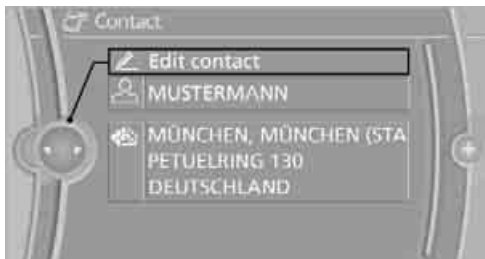 Contact
Edit contact
MUSTERMANN
MÜNCHEN, MÜNCHEN (STA
PETUELRING 130
DEUTSCHLAND